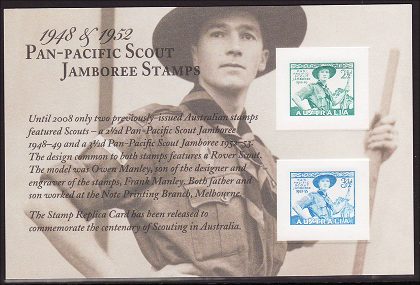 1948 & 1952
PAN-PACIFIC SCOUT
JAMBOREE STAMPS
Until 2008 only two previously-issued Australian stamps
featured Scouts – a 2½d Pan-Pacific Scout Jamboree
1948-49 and a 3½d Pan-Pacific Scout Jamboree 1952-53.
The design common to both stamps features a Rover Scout.
The model was Owen Manley, son of the designer and
engraver of the stamps, Frank Manley. Both father and
son worked at the Note Printing Branch, Melbourne.
The Stamp Replica Card has been released to
commemorate the centenary of Scouting in Australia.
PAN
2½D
AUSTRALIA
AUSTRALIA